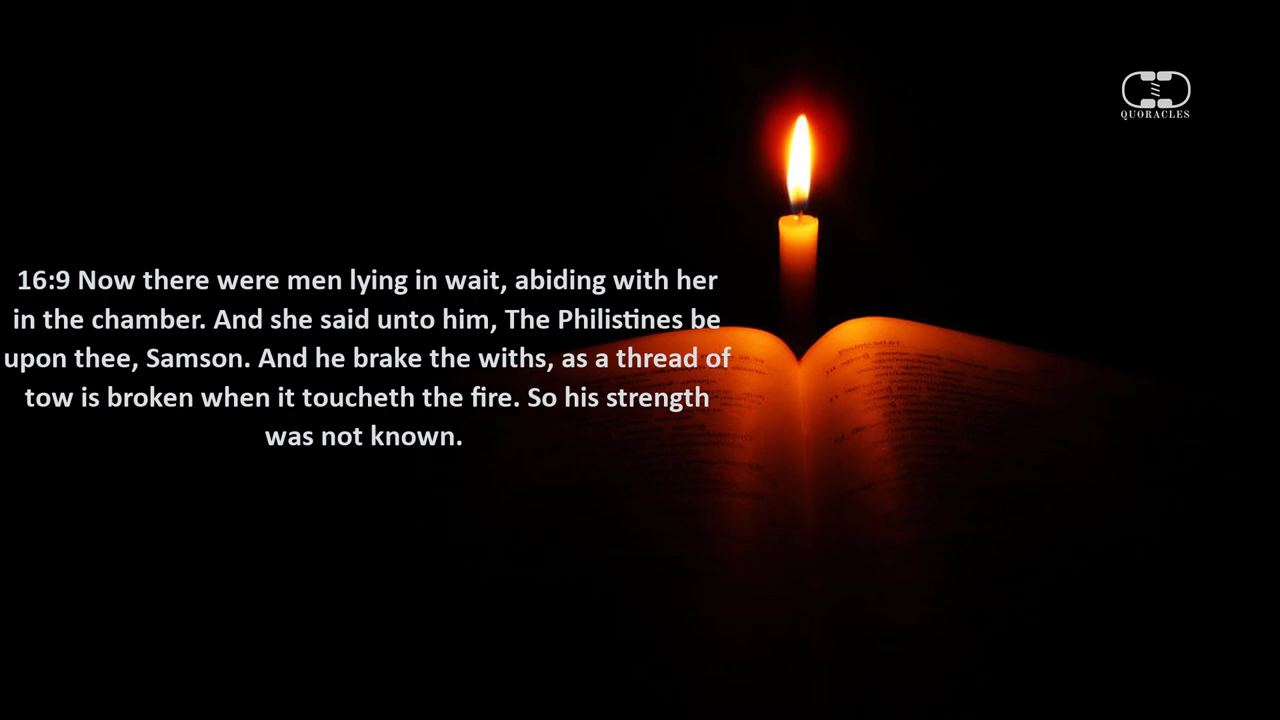 QUORACLES
16:9 Now there were men lying in wait, abiding with her
in the chamber. And she said unto him, The Philistines be
upon thee, Samson. And he brake the withs, as a thread of
tow is broken when it toucheth the fire. So his strength
was not known.